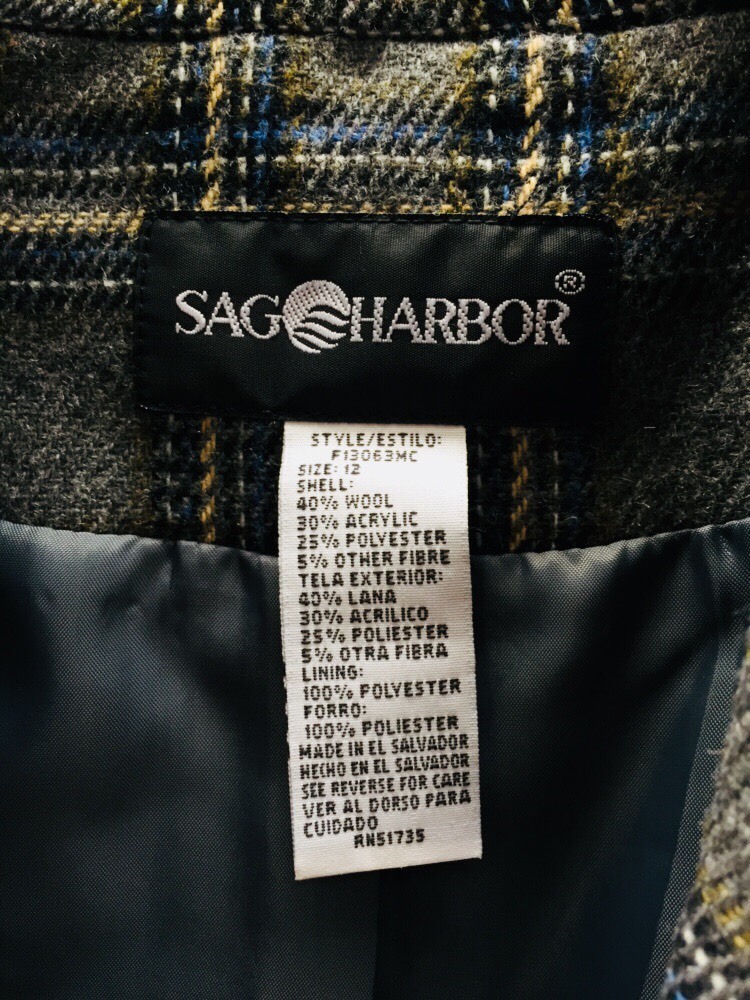 SAG HARBOR®
STYLE/ESTILO:
F13063MC
SIZE: 12
SHELL:
40% WOOL
30% ACRYLIC
25% POLYESTER
5% OTHER FIBRE
TELA EXTERIOR:
40% LANA
30% ACRILICO
25% POLIESTER
5% OTRA FIBRA
LINING:
100% POLYESTER
FORRO:
100% POLIESTER
MADE IN EL SALVADOR
HECHO EN EL SALVADOR
SEE REVERSE FOR CARE
VER AL DORSO PARA
CUIDADO
RN51735